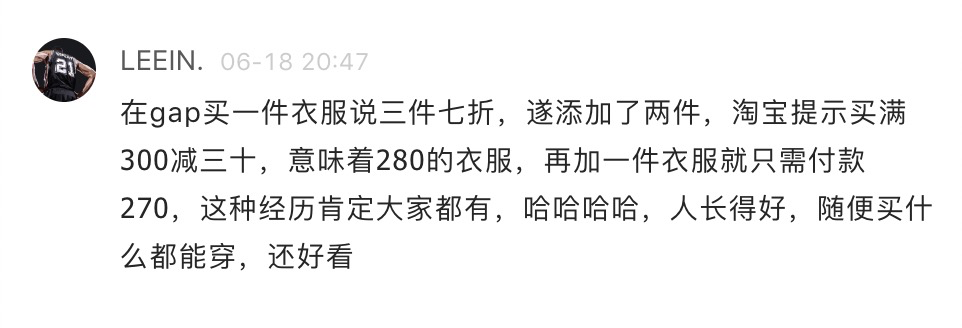 LEEIN. 06-18 20:47
在gap买一件衣服说三件七折，遂添加了两件，淘宝提示买满
300减三十，意味着280的衣服，再加一件衣服就只需付款
270，这种经历肯定大家都有，哈哈哈哈，人长得好，随便买什
么都能穿，还好看
21